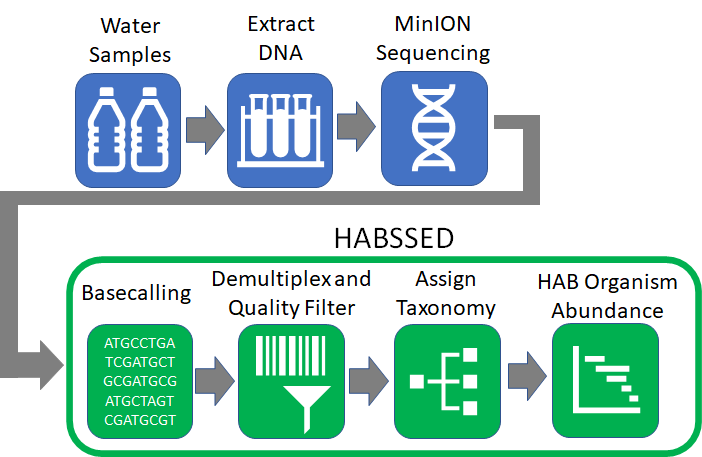 Water
Samples
Extract
DNA
MinION
Sequencing
HABSSED
Basecalling
Demultiplex and
Quality Filter
Assign
Taxonomy
HAB Organism
Abundance
ATGCCTGA
TCGATGCT
GCGATGCG
ATGCTAGT
CGATGCGT